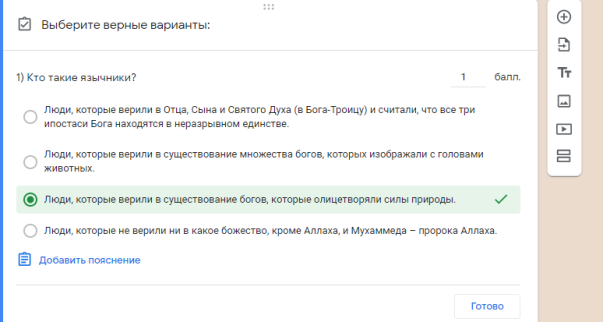 Выберите верные варианты:
1) Кто такие язычники?
1 балл.
Люди, которые верили в Отца, Сына и Святого Духа (в Бога-Троицу) и считали, что все три
ипостаси Бога находятся в неразрывном единстве.
Люди, которые верили в существование множества богов, которых изображали с головами
животных.
Люди, которые верили в существование богов, которые олицетворяли силы природы.
Люди, которые не верили ни в какое божество, кроме Аллаха, и Мухаммеда – пророка Аллаха.
Добавить пояснение
Готово
Тт